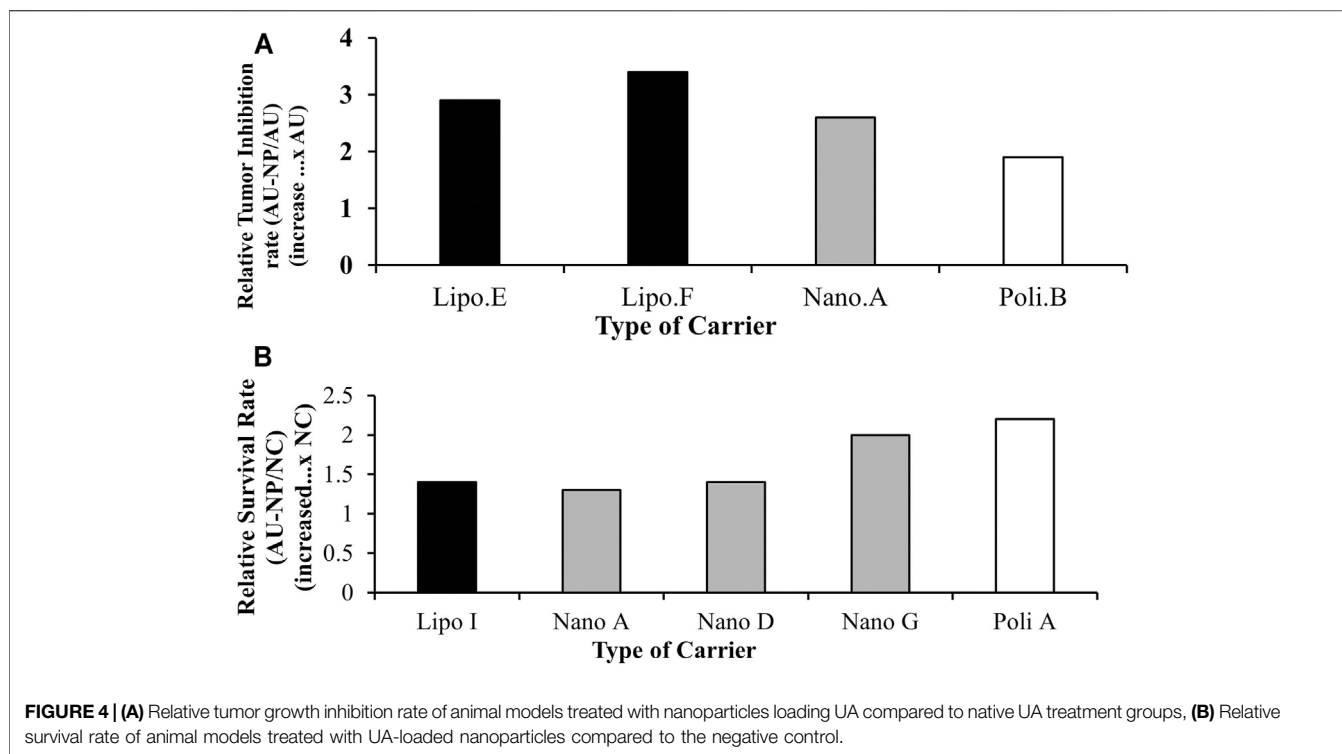 A
Relative Tumor Inhibition
rate (AU-NP/AU)
(increase ...x AU)
4
3
2
1
0
Lipo.E Lipo.F Nano.A Poli.B
Type of Carrier
B
Relative Survival Rate
(AU-NP/NC)
(increased...x NC)
2.5
2
1.5
1
0.5
0
Lipo I Nano A Nano D Nano G Poli A
Type of Carrier
FIGURE 4 | (A) Relative tumor growth inhibition rate of animal models treated with nanoparticles loading UA compared to native UA treatment groups, (B) Relative
survival rate of animal models treated with UA-loaded nanoparticles compared to the negative control.